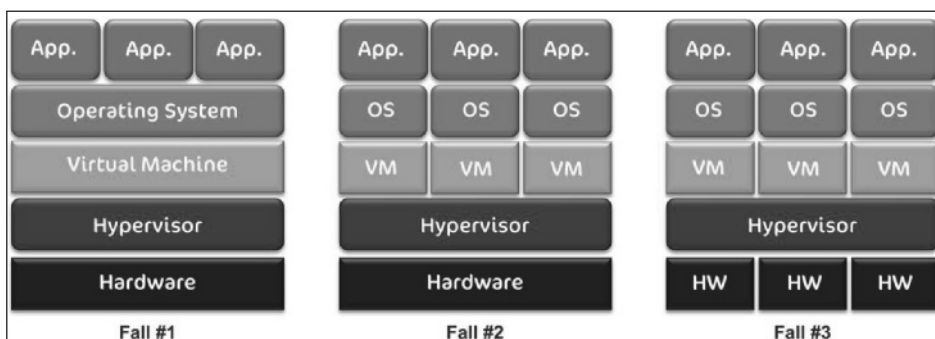 App. App. App. App. App. App. App. App. App.
Operating System OS OS OS OS OS OS
Virtual Machine VM VM VM VM VM VM
Hypervisor Hypervisor Hypervisor
Hardware Hardware HW HW HW
Fall #1 Fall #2 Fall #3